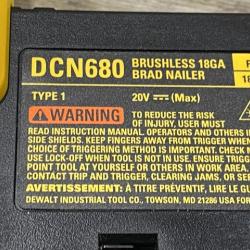 DCN680 BRUSHLESS 18GA
BRAD NAILER
TYPE 1 20V ⎓ (Max)
WARNING TO REDUCE THE RISK
OF INJURY, USER MUST
READ INSTRUCTION MANUAL. OPERATORS AND OTHERS I
SIDE SHIELDS. KEEP FINGERS AWAY FROM TRIGGER WHEN
CHOICE OF TRIGGERING METHOD IS IMPORTANT. CHECK M
USE LOCK-OFF WHEN TOOL IS NOT IN USE. ENSURE THIS
POINT TOOL AT YOURSELF OR OTHERS IN WORK AREA.
CONTACT TRIP AND TRIGGER, CLEARING JAMS, OR
AVERTISSEMENT: À TITRE PRÉVENTIF, LIRE LE G
DEWALT INDUSTRIAL TOOL CO., TOWSON, MD 21286 USA FOR